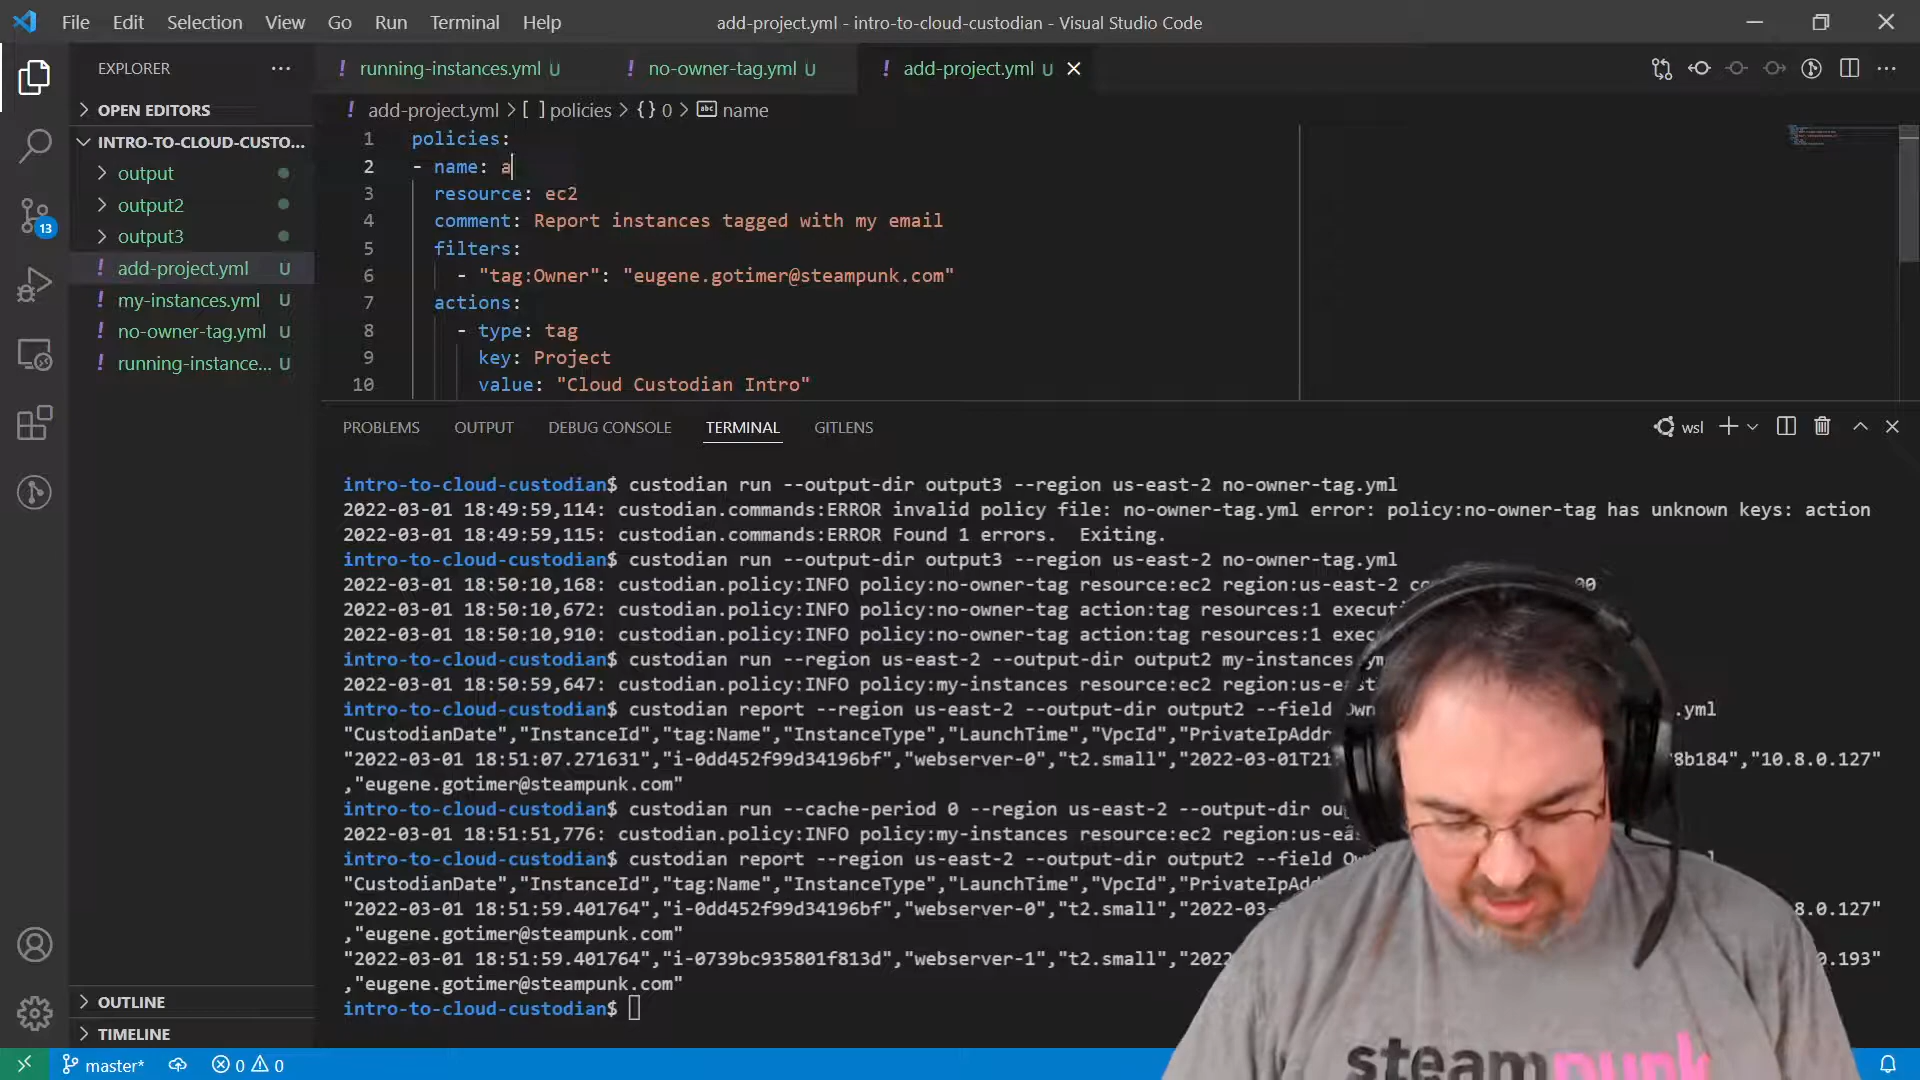 File Edit Selection View Go Run Terminal Help
add-project.yml - intro-to-cloud-custodian - Visual Studio Code
EXPLORER
! running-instances.yml U
! no-owner-tag.yml U
! add-project.yml U
OPEN EDITORS
! add-project.yml > [ ] policies > {} 0 > abc name
INTRO-TO-CLOUD-CUSTO...
output
output2
output3
! add-project.yml U
! my-instances.yml U
! no-owner-tag.yml U
! running-instance... U
13
1 policies:
2 - name: a
3 resource: ec2
4 comment: Report instances tagged with my email
5 filters:
6 - "tag:Owner": "eugene.gotimer@steampunk.com"
7 actions:
8 - type: tag
9 key: Project
10 value: "Cloud Custodian Intro"
PROBLEMS OUTPUT DEBUG CONSOLE TERMINAL GITLENS
wsl
intro-to-cloud-custodian$ custodian run --output-dir output3 --region us-east-2 no-owner-tag.yml
2022-03-01 18:49:59,114: custodian.commands:ERROR invalid policy file: no-owner-tag.yml error: policy:no-owner-tag has unknown keys: action
2022-03-01 18:49:59,115: custodian.commands:ERROR Found 1 errors. Exiting.
intro-to-cloud-custodian$ custodian run --output-dir output3 --region us-east-2 no-owner-tag.yml
2022-03-01 18:50:10,168: custodian.policy:INFO policy:no-owner-tag resource:ec2 region:us-east-2
2022-03-01 18:50:10,672: custodian.policy:INFO policy:no-owner-tag action:tag resources:1
2022-03-01 18:50:10,910: custodian.policy:INFO policy:no-owner-tag action:tag resources:1
intro-to-cloud-custodian$ custodian run --region us-east-2 --output-dir output2 my-instances
2022-03-01 18:50:59,647: custodian.policy:INFO policy:my-instances resource:ec2
intro-to-cloud-custodian$ custodian report --region us-east-2 --output-dir output2 --field .yml
"CustodianDate","InstanceId","tag:Name","InstanceType","LaunchTime","VpcId",
"2022-03-01 18:51:07.271631","i-0dd452f99d34196bf","webserver-0","t2.small","2022-03-01T21: 8b184","10.8.0.127"
,"eugene.gotimer@steampunk.com"
intro-to-cloud-custodian$ custodian run --cache-period 0 --region us-east-2 --output-dir
2022-03-01 18:51:51,776: custodian.policy:INFO policy:my-instances resource:ec2
intro-to-cloud-custodian$ custodian report --region us-east-2 --output-dir output2 --field
"CustodianDate","InstanceId","tag:Name","InstanceType","LaunchTime","VpcId",
"2022-03-01 18:51:59.401764","i-0dd452f99d34196bf","webserver-0","t2.small","2022-03- 8.0.127"
,"eugene.gotimer@steampunk.com"
"2022-03-01 18:51:59.401764","i-0739bc935801f813d","webserver-1","t2.small","2022 0.193"
,"eugene.gotimer@steampunk.com"
intro-to-cloud-custodian$
OUTLINE
TIMELINE
master* 0 0
steampunk